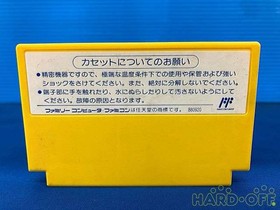 カセットについてのお願い
●精密機器ですので、極端な温度条件下での使用や保管および強い
ショックをさけてください。また、絶対に分解しないでください。
●端子部に手を触れたり、水にぬらしたりして汚さないようにして
ください。故障の原因となります。
ファミリーコンピュータ・ファミコンは任天堂の商標です。
HARD・OFF